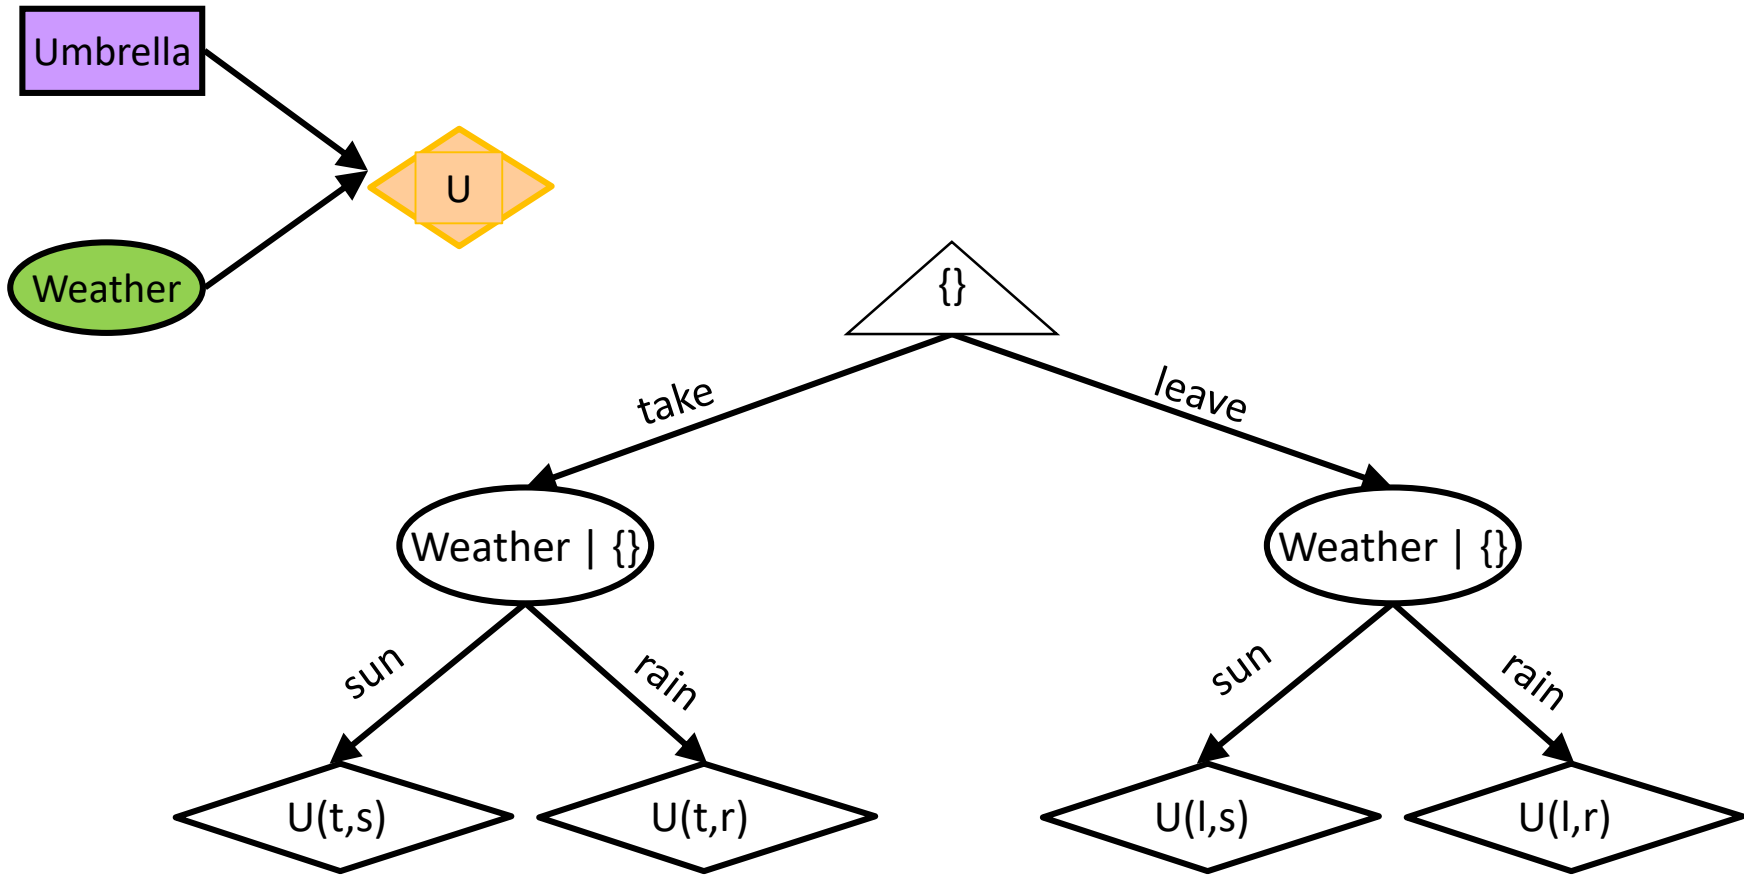 Umbrella
U
Weather
{}
take
leave
Weather | {}
Weather | {}
sun
rain
sun
rain
U(t,s)
U(t,r)
U(l,s)
U(l,r)